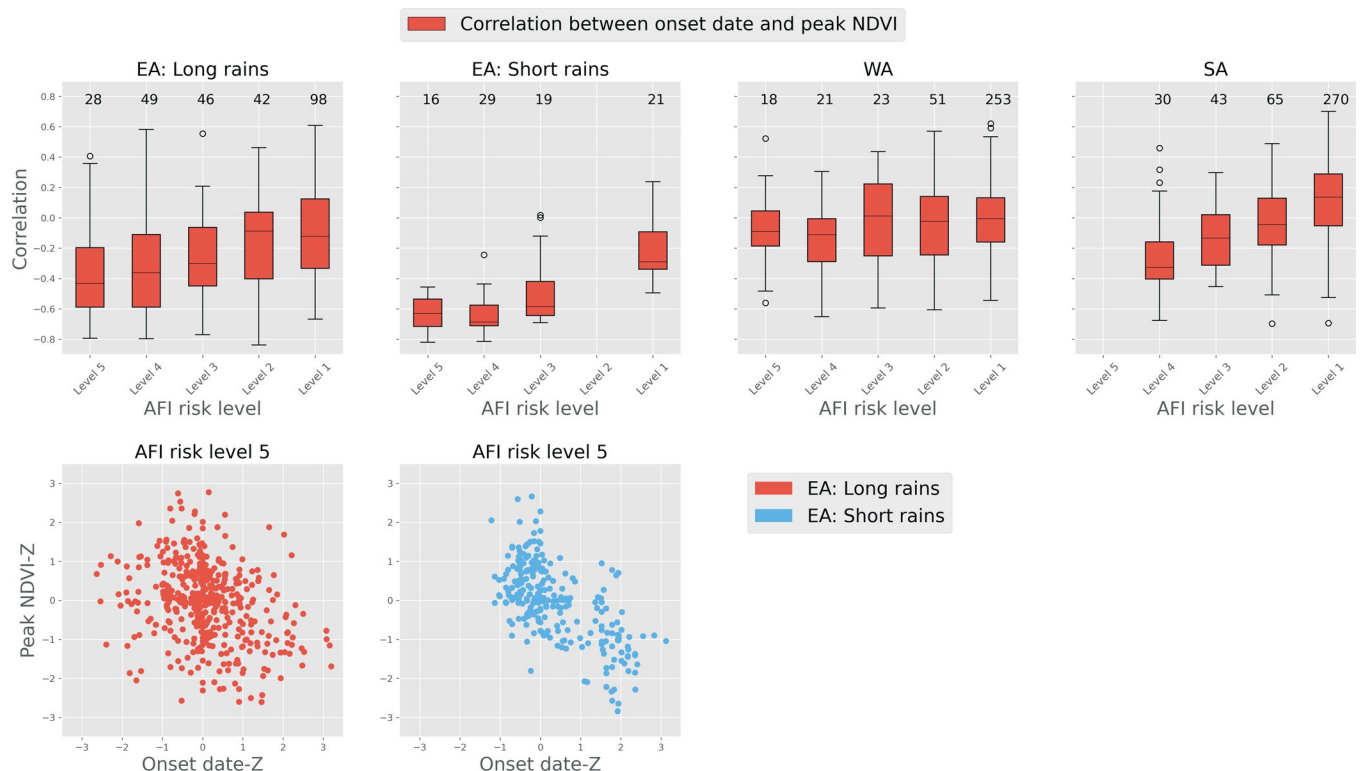 Correlation between onset date and peak NDVI
EA: Long rains
EA: Short rains
WA
SA
28 49 46 42 98
16 29 19 21
18 21 23 51 253
30 43 65 270
0.8
0.6
0.4
0.2
0.0
−0.2
−0.4
−0.6
−0.8
Correlation
Level 5 Level 4 Level 3 Level 2 Level 1
Level 5 Level 4 Level 3 Level 2 Level 1
Level 5 Level 4 Level 3 Level 2 Level 1
Level 5 Level 4 Level 3 Level 2 Level 1
AFI risk level
AFI risk level
AFI risk level
AFI risk level
AFI risk level 5
AFI risk level 5
3
2
1
0
−1
−2
−3
Peak NDVI-Z
−3 −2 −1 0 1 2 3
Onset date-Z
3
2
1
0
−1
−2
−3
−3 −2 −1 0 1 2 3
Onset date-Z
EA: Long rains
EA: Short rains